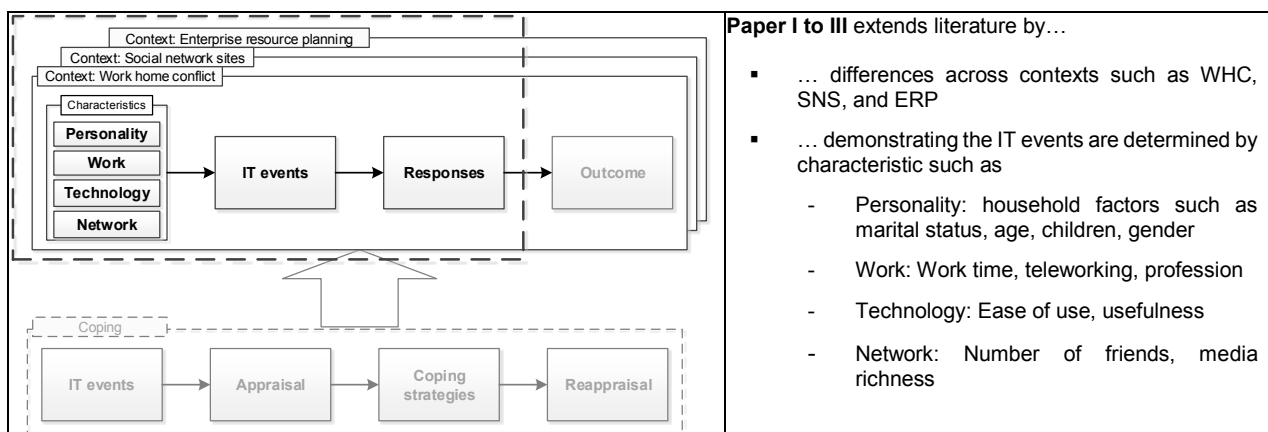 Context: Enterprise resource planning
Context: Social network sites
Context: Work home conflict
Characteristics
Personality
Work
Technology
Network
IT events
Responses
Outcome
Coping
IT events
Appraisal
Coping
strategies
Reappraisal
Paper I to III extends literature by…
▪ … differences across contexts such as WHC,
SNS, and ERP
▪ … demonstrating the IT events are determined by
characteristic such as
- Personality: household factors such as
marital status, age, children, gender
- Work: Work time, teleworking, profession
- Technology: Ease of use, usefulness
- Network: Number of friends, media
richness